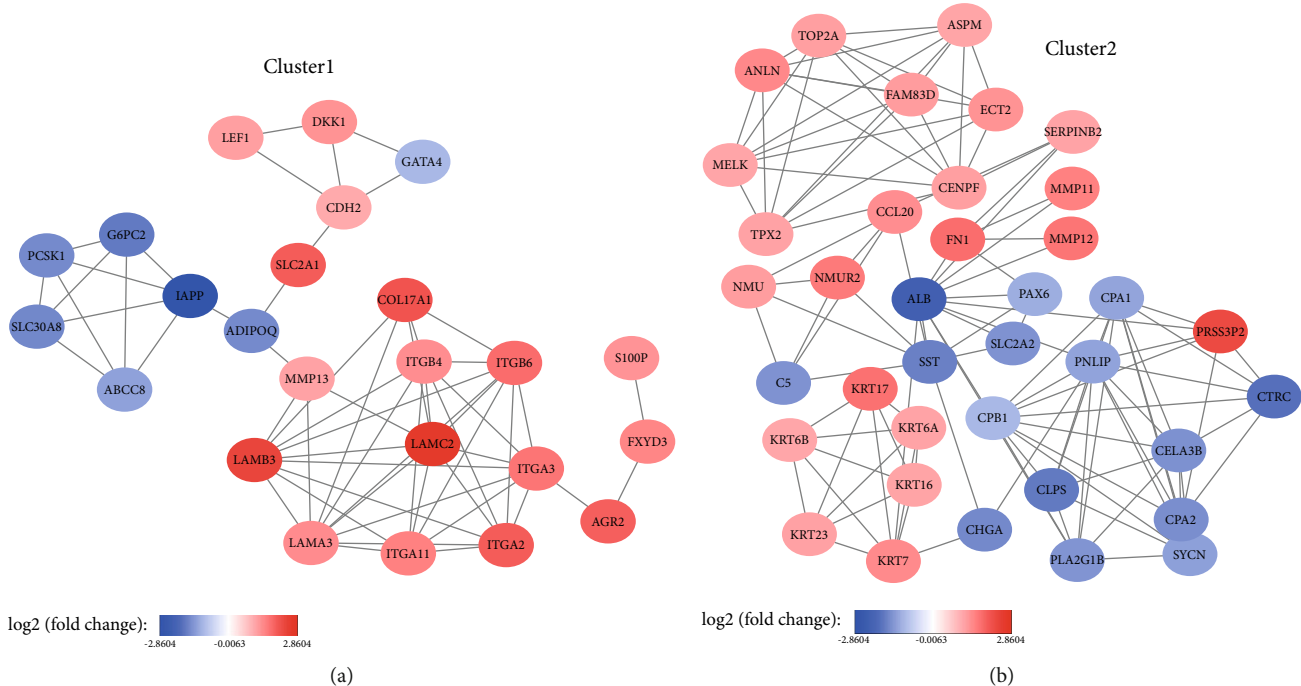 Cluster1
LEF1
DKK1
GATA4
CDH2
G6PC2
PCSK1
SLC2A1
IAPP
SLC30A8
ADIPOQ
COL17A1
ABCC8
MMP13
ITGB4
ITGB6
S100P
LAMC2
FXYD3
LAMB3
ITGA3
AGR2
LAMA3
ITGA11
ITGA2
log2 (fold change):
-2.8604
-0.0063
2.8604
(a)
Cluster2
TOP2A
ASPM
ANLN
FAM83D
ECT2
SERPINB2
MELK
CENPF
MMP11
CCL20
TPX2
FN1
MMP12
NMU
NMUR2
ALB
PAX6
CPA1
PRSS3P2
SLC2A2
SST
PNLIP
C5
KRT17
CTRC
CPB1
KRT6B
KRT6A
CELA3B
KRT16
CLPS
KRT23
CHGA
CPA2
KRT7
PLA2G1B
SYCN
log2 (fold change):
-2.8604
-0.0063
2.8604
(b)